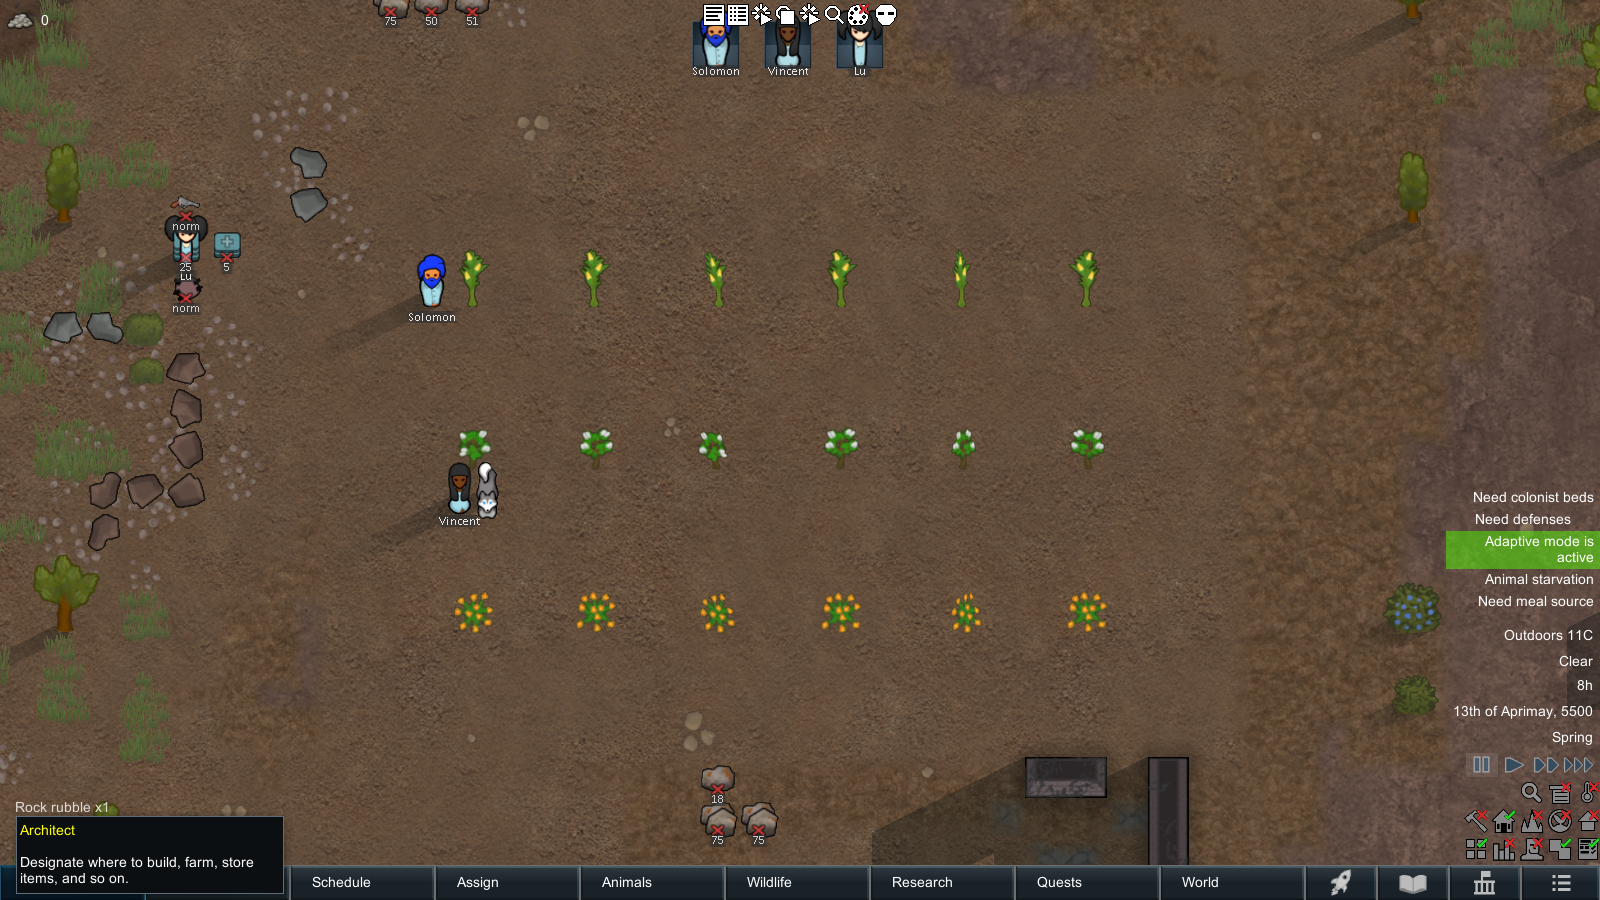 0
75
50
51
Solomon
Vincent
Lu
norm
25
5
Lu
norm
Solomon
Vincent
Need colonist beds
Need defenses
Adaptive mode is
active
Animal starvation
Need meal source
Outdoors 11C
Clear
8h
13th of Aprimay, 5500
Spring
18
75
75
Rock rubble x1
Architect
Designate where to build, farm, store
items, and so on.
Schedule
Assign
Animals
Wildlife
Research
Quests
World